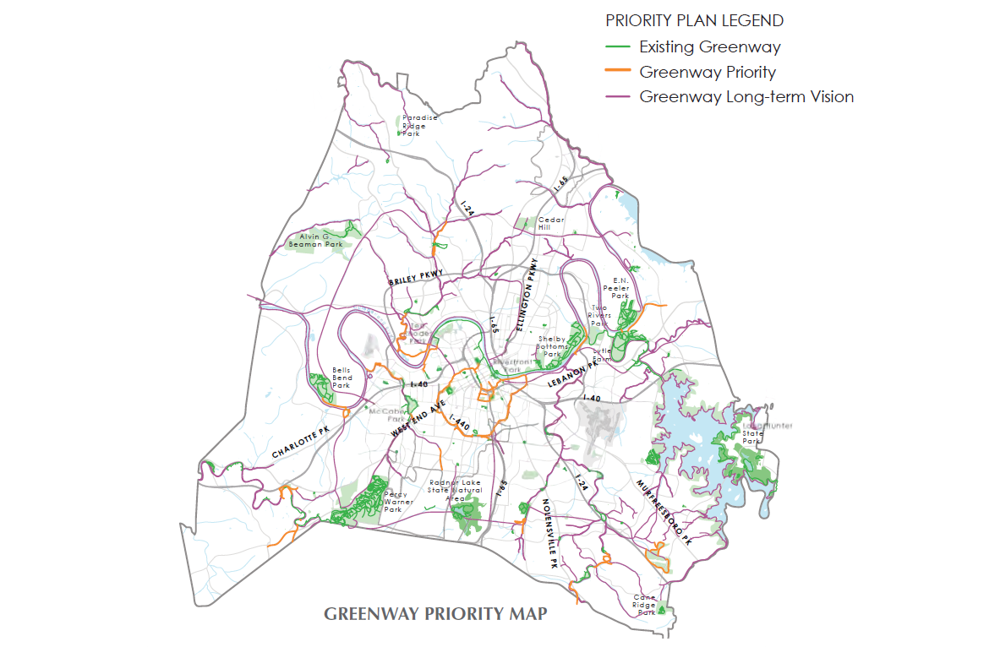 PRIORITY PLAN LEGEND
Existing Greenway
Greenway Priority
Greenway Long-term Vision
Paradise
Ridge
Park
I-65
I-24
Cedar
Hill
Alvin G.
Beaman Park
BRILEY PKWY
ELLINGTON PKWY
E.N.
Peeler
Park
Two
Rivers
Park
I-65
Ted
Rhodes
Park
Shelby
Bottoms
Park
Lytle
Farm
Riverfront
Park
LEBANON PK
Bells
Bend
Park
I-40
I-40
McCabe
Park
WEST END AVE
I-440
CHARLOTTE PK
State
Park
Radnor Lake
State Natural
Area
I-65
I-24
Percy
Warner
Park
NOLENSVILLE PK
MURFREESBORO PK
Cane
Ridge
Park
GREENWAY PRIORITY MAP